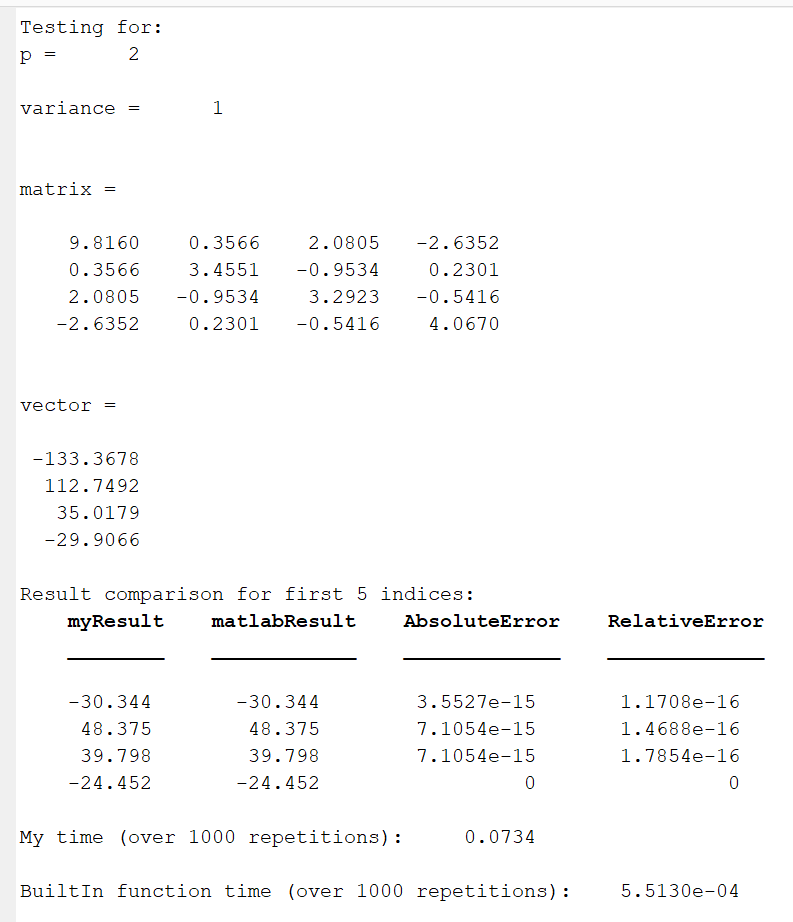 Testing for:
p =      2
variance =      1
matrix =
9.8160    0.3566    2.0805   -2.6352
0.3566    3.4551   -0.9534    0.2301
2.0805   -0.9534    3.2923   -0.5416
-2.6352    0.2301   -0.5416    4.0670
vector =
-133.3678
112.7492
35.0179
-29.9066
Result comparison for first 5 indices:
myResult    matlabResult    AbsoluteError    RelativeError
-30.344       -30.344        3.5527e-15       1.1708e-16
48.375        48.375        7.1054e-15       1.4688e-16
39.798        39.798        7.1054e-15       1.7854e-16
-24.452       -24.452                 0                0
My time (over 1000 repetitions):     0.0734
BuiltIn function time (over 1000 repetitions):    5.5130e-04